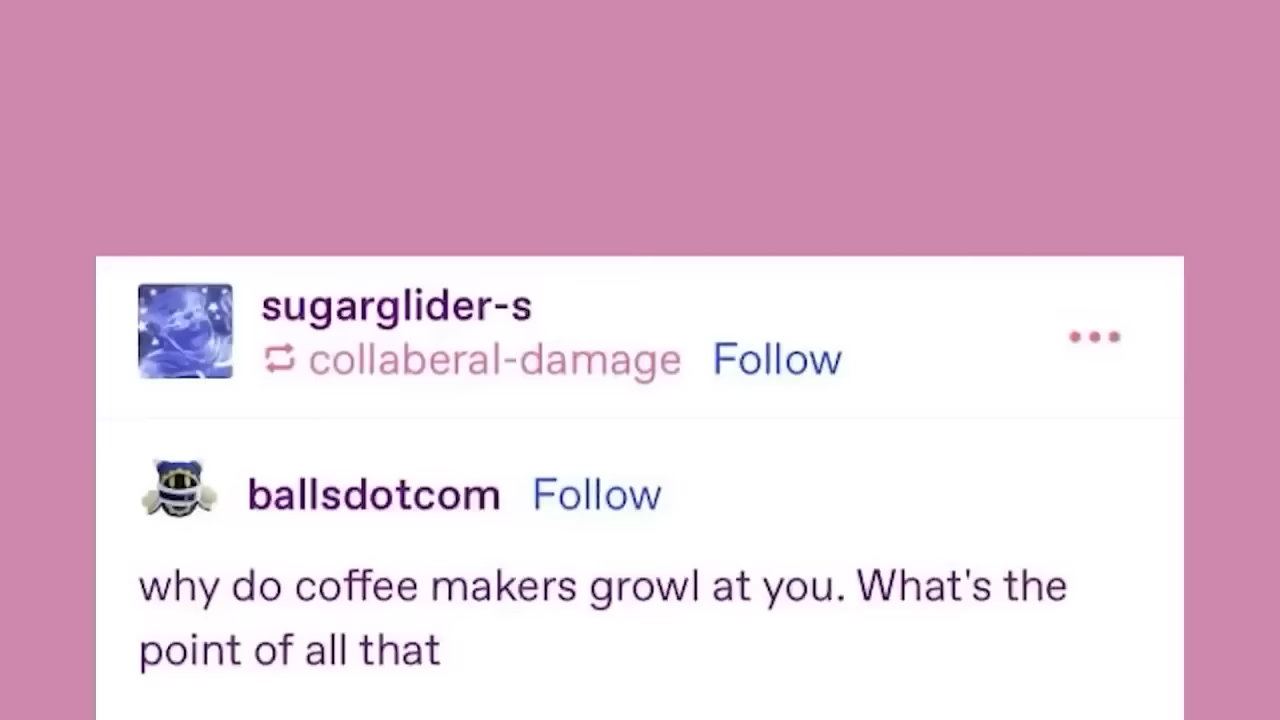 sugarglider-s
collaberal-damage Follow
ballsdotcom Follow
why do coffee makers growl at you. What's the
point of all that